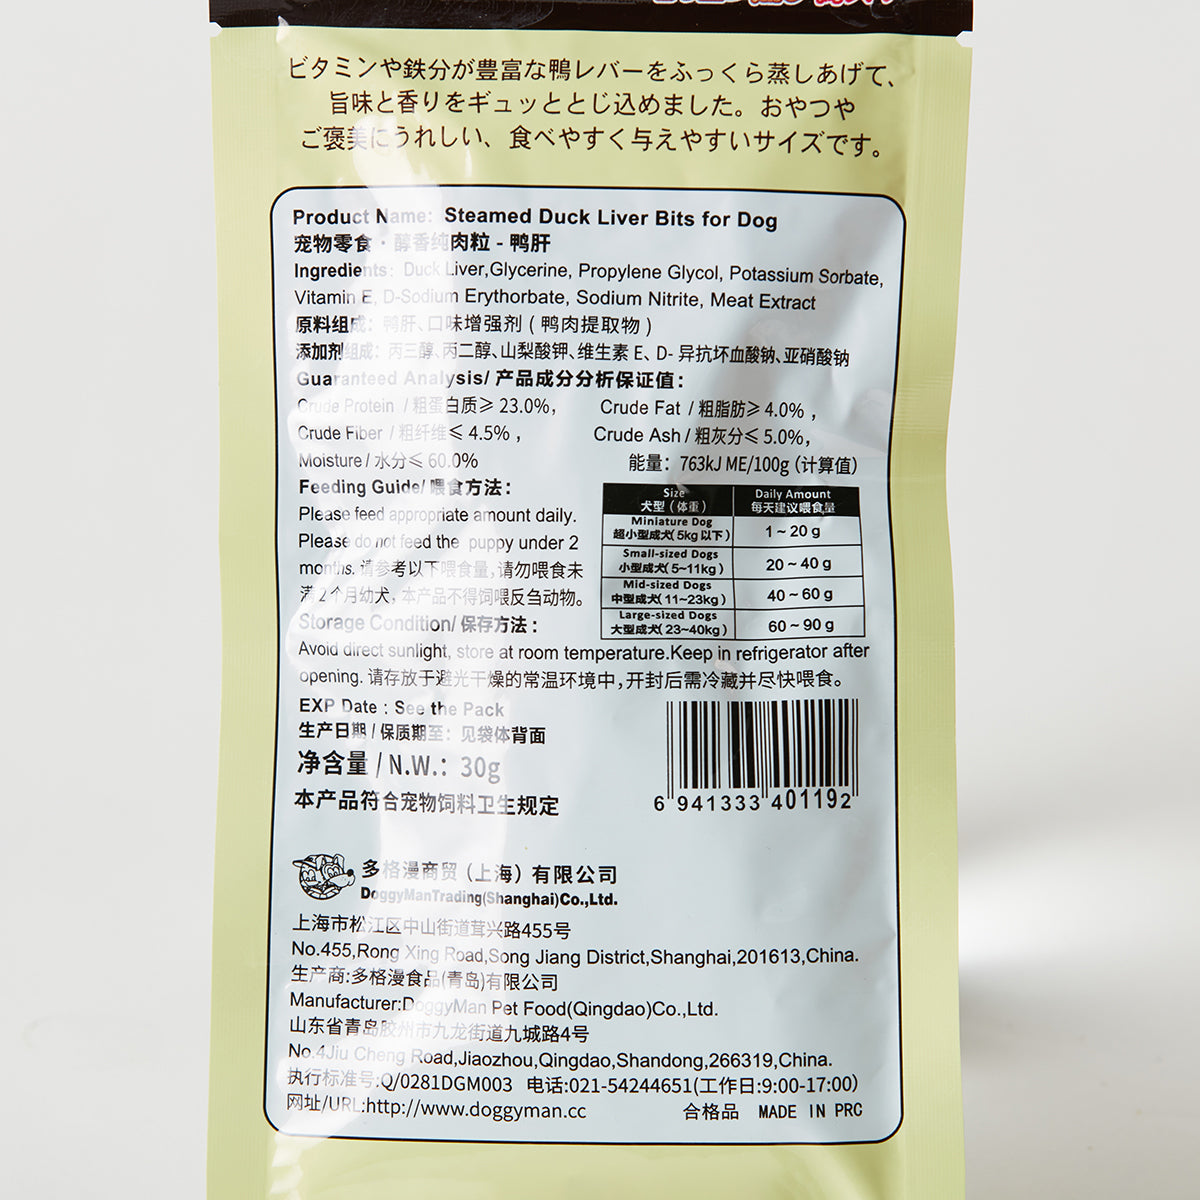 ビタミンや鉄分が豊富な鴨レバーをふっくら蒸しあげて、
旨味と香りをギュッととじ込めました。おやつや
ご褒美にうれしい、食べやすく与えやすいサイズです。
Product Name: Steamed Duck Liver Bits for Dog
宠物零食·醇香纯肉粒 - 鸭肝
Ingredients: Duck Liver,Glycerine, Propylene Glycol, Potassium Sorbate,
Vitamin E, D-Sodium Erythorbate, Sodium Nitrite, Meat Extract
原料组成：鸭肝、口味增强剂 ( 鸭肉提取物 )
添加剂组成：丙三醇、丙二醇、山梨酸钾、维生素 E、D- 异抗坏血酸钠、亚硝酸钠
Guaranteed Analysis/ 产品成分分析保证值：
Crude Protein / 粗蛋白质≥ 23.0%， Crude Fat / 粗脂肪≥ 4.0% ，
Crude Fiber / 粗纤维≤ 4.5% ， Crude Ash / 粗灰分≤ 5.0%，
Moisture / 水分≤ 60.0% 能量：763kJ ME/100g (计算值)
Feeding Guide/ 喂食方法：
Please feed appropriate amount daily.
Please do not feed the puppy under 2
months. 请参考以下喂食量,请勿喂食未
满2个月幼犬，本产品不得饲喂反刍动物。
Size Daily Amount
犬型（体重） 每天建议喂食量
Miniature Dog
超小型成犬(5kg 以下) 1~20 g
Small-sized Dogs
小型成犬(5~11kg) 20~40 g
Mid-sized Dogs
中型成犬(11~23kg) 40~60 g
Large-sized Dogs
大型成犬(23~40kg) 60~90 g
Storage Condition/ 保存方法：
Avoid direct sunlight, store at room temperature.Keep in refrigerator after
opening. 请存放于避光干燥的常温环境中,开封后需冷藏并尽快喂食。
EXP Date : See the Pack
生产日期 / 保质期至：见袋体背面
净含量 / N.W.：30g
本产品符合宠物饲料卫生规定
6 941333 401192
多格漫商贸（上海）有限公司
DoggyManTrading(Shanghai)Co.,Ltd.
上海市松江区中山街道茸兴路455号
No.455,Rong Xing Road,Song Jiang District,Shanghai,201613,China.
生产商:多格漫食品(青岛)有限公司
Manufacturer:DoggyMan Pet Food(Qingdao)Co.,Ltd.
山东省青岛胶州市九龙街道九城路4号
No.4Jiu Cheng Road,Jiaozhou,Qingdao,Shandong,266319,China.
执行标准号:Q/0281DGM003 电话:021-54244651(工作日:9:00-17:00)
网址/URL:http://www.doggyman.cc 合格品 MADE IN PRC